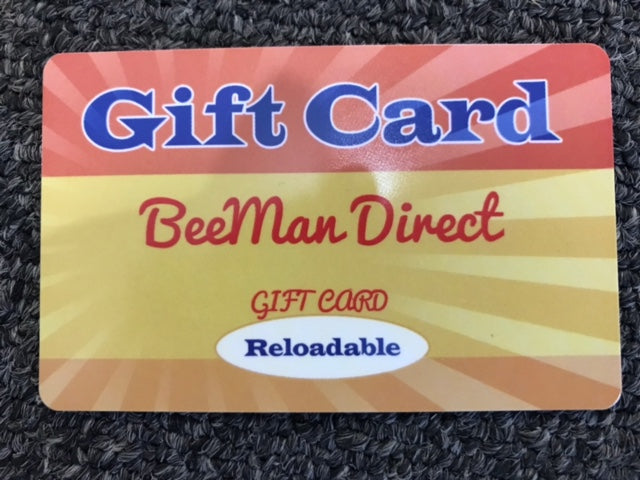 Gift Card
BeeMan Direct
GIFT CARD
Reloadable